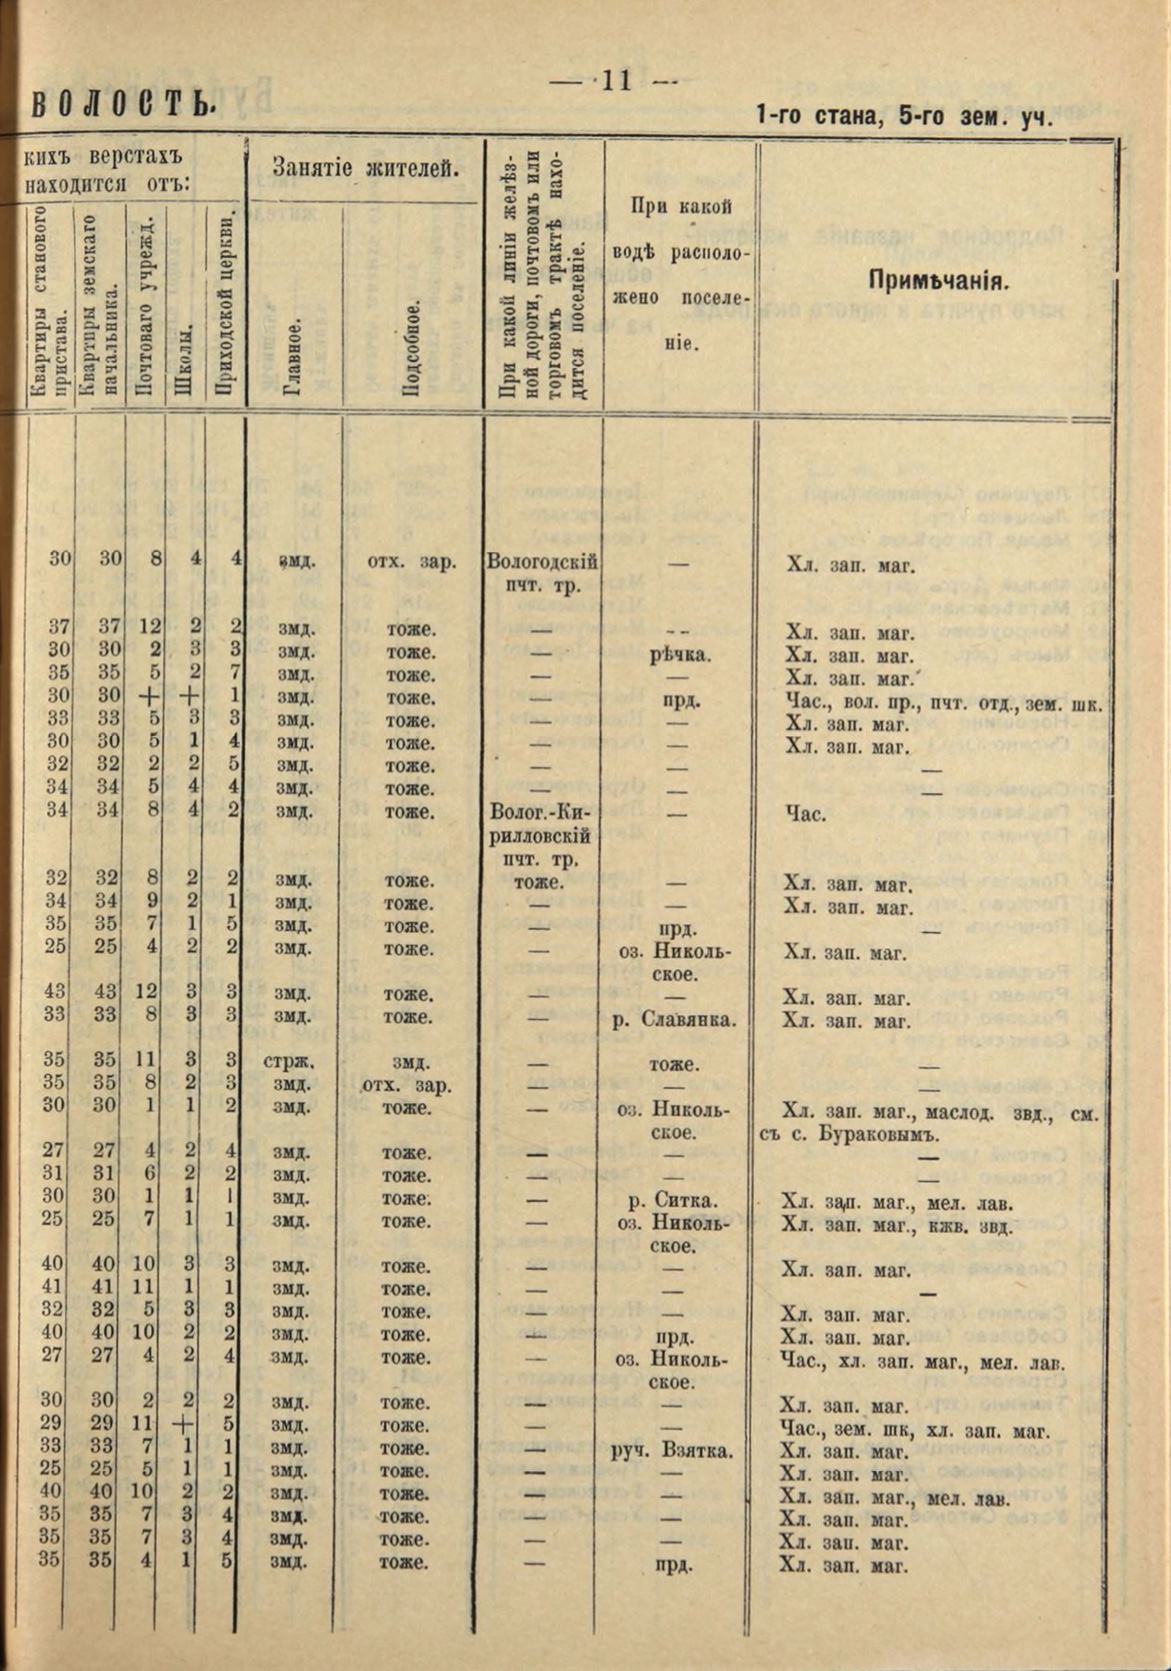 — 11 —
ВОЛОСТЬ.
1-го стана, 5-го зем. уч.
кихъ верстахъ
находится отъ:
Квартиры станового
пристава.
Квартиры земскаго
начальника.
Почтоваго учрежд.
Школы.
Приходской церкви.
Занятіе жителей.
Главное.
Подсобное.
При какой линіи желѣз-
ной дороги, почтовомъ или
торговомъ трактѣ нахо-
дится поселеніе.
При какой
водѣ располо-
жено поселе-
ніе.
Примѣчанія.
30 30 8 4 4 змд. отх. зар. Вологодскій — Хл. зап. маг.
пчт. тр.
37 37 12 2 2 змд. тоже. — -- Хл. зап. маг.
30 30 2 3 3 змд. тоже. — рѣчка. Хл. зап. маг.
35 35 5 2 7 змд. тоже. — — Хл. зап. маг.
30 30 + + 1 змд. тоже. — прд. Час., вол. пр., пчт. отд., зем. шк.
33 33 5 3 3 змд. тоже. — — Хл. зап. маг.
30 30 5 1 4 змд. тоже. — — Хл. зап. маг.
32 32 2 2 5 змд. тоже. — — —
34 34 5 4 4 змд. тоже. — — —
34 34 8 4 2 змд. тоже. Волог.-Ки- — Час.
рилловскій
пчт. тр.
32 32 8 2 2 змд. тоже. тоже. — Хл. зап. маг.
34 34 9 2 1 змд. тоже. — — Хл. зап. маг.
35 35 7 1 5 змд. тоже. — прд. —
25 25 4 2 2 змд. тоже. — оз. Николь- Хл. зап. маг.
ское.
43 43 12 3 3 змд. тоже. — — Хл. зап. маг.
33 33 8 3 3 змд. тоже. — р. Славянка. Хл. зап. маг.
35 35 11 3 3 стрж. змд. — тоже. —
35 35 8 2 3 змд. отх. зар. — — —
30 30 1 1 2 змд. тоже. — оз. Николь- Хл. зап. маг., маслод. звд., см.
ское. съ с. Бураковымъ.
27 27 4 2 4 змд. тоже. — — —
31 31 6 2 2 змд. тоже. — — —
30 30 1 1 1 змд. тоже. — р. Ситка. Хл. зап. маг., мел. лав.
25 25 7 1 1 змд. тоже. — оз. Николь- Хл. зап. маг., кжв. звд.
ское.
40 40 10 3 3 змд. тоже. — — Хл. зап. маг.
41 41 11 1 1 змд. тоже. — — —
32 32 5 3 3 змд. тоже. — — Хл. зап. маг.
40 40 10 2 2 змд. тоже. — прд. Хл. зап. маг.
27 27 4 2 4 змд. тоже. — оз. Николь- Час., хл. зап. маг., мел. лав.
ское.
30 30 2 2 2 змд. тоже. — — Хл. зап. маг.
29 29 11 + 5 змд. тоже. — — Час., зем. шк, хл. зап. маг.
33 33 7 1 1 змд. тоже. — руч. Взятка. Хл. зап. маг.
25 25 5 1 1 змд. тоже. — — Хл. зап. маг.
40 40 10 2 2 змд. тоже. — — Хл. зап. маг., мел. лав.
35 35 7 3 4 змд. тоже. — — Хл. зап. маг.
35 35 7 3 4 змд. тоже. — — Хл. зап. маг.
35 35 4 1 5 змд. тоже. — прд. Хл. зап. маг.